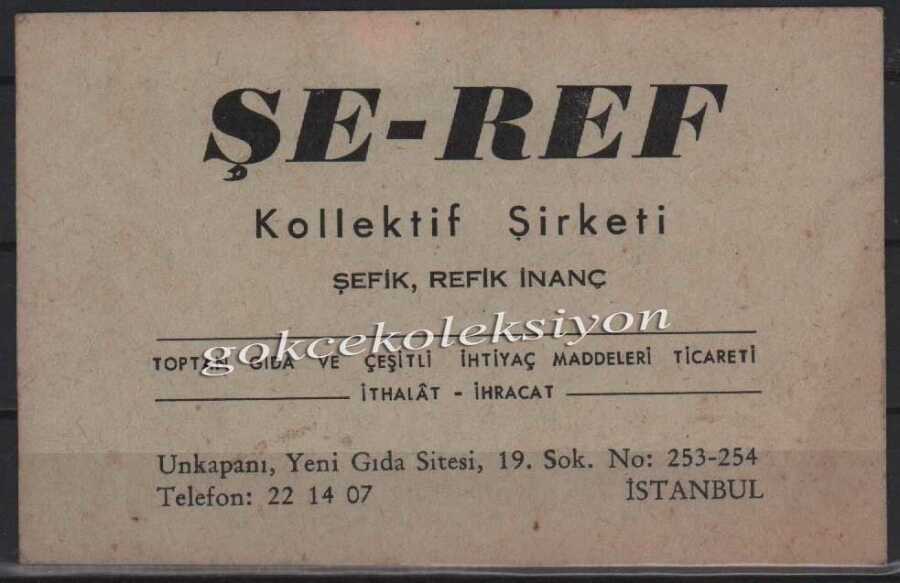 ŞE-REF
Kollektif Şirketi
ŞEFİK, REFİK İNANÇ
gokcekoleksiyon
TOPTAN GIDA VE ÇEŞİTLİ İHTİYAÇ MADDELERİ TİCARETİ
İTHALÂT - İHRACAT
Unkapanı, Yeni Gıda Sitesi, 19. Sok. No: 253-254
Telefon: 22 14 07 İSTANBUL